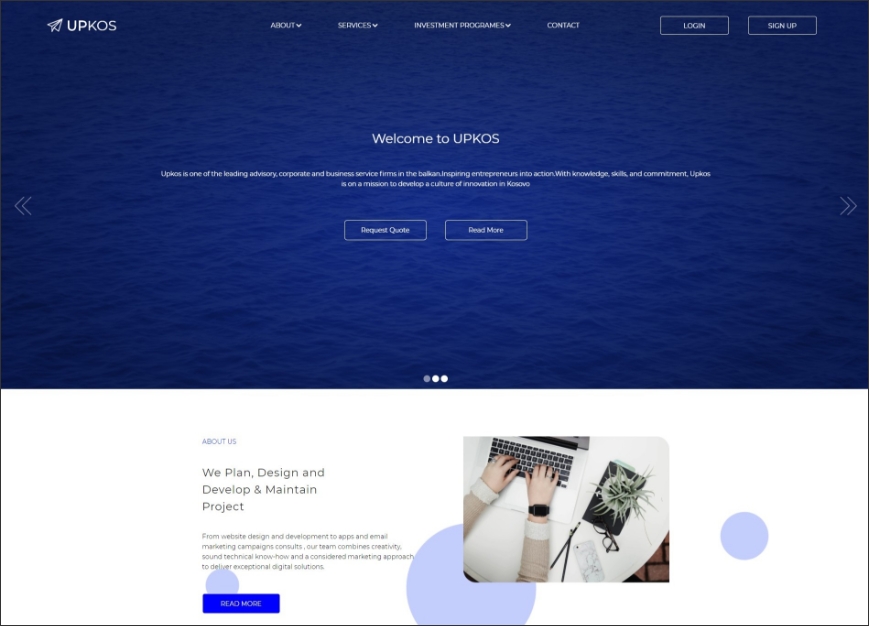 UPKOS
ABOUT
SERVICES
INVESTMENT PROGRAMES
CONTACT
LOGIN
SIGN UP
Welcome to UPKOS
Upkos is one of the leading advisory, corporate and business service firms in the balkan.Inspiring entrepreneurs into action.With knowledge, skills, and commitment, Upkos
is on a mission to develop a culture of innovation in Kosovo
Request Quote
Read More
ABOUT US
We Plan, Design and
Develop & Maintain
Project
From website design and development to apps and email
marketing campaigns consults , our team combines creativity,
sound technical know-how and a considered marketing approach
to deliver exceptional digital solutions.
READ MORE